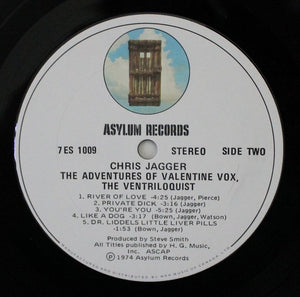 ASYLUM RECORDS
7ES 1009 STEREO SIDE TWO
CHRIS JAGGER
THE ADVENTURES OF VALENTINE VOX,
THE VENTRILOQUIST
1. RIVER OF LOVE -4:25 (Jagger, Pierce)
2. PRIVATE DICK -3:16 (Jagger)
3. YOU'RE YOU -5:25 (Jagger)
4. LIKE A DOG -3:17 (Bown, Jagger, Watson)
5. DR. LIDDELS LITTLE LIVER PILLS
-1:53 (Bown, Jagger)
Produced by Steve Smith
All Titles published by H. G. Music,
Inc. ASCAP
℗ 1974 Asylum Records